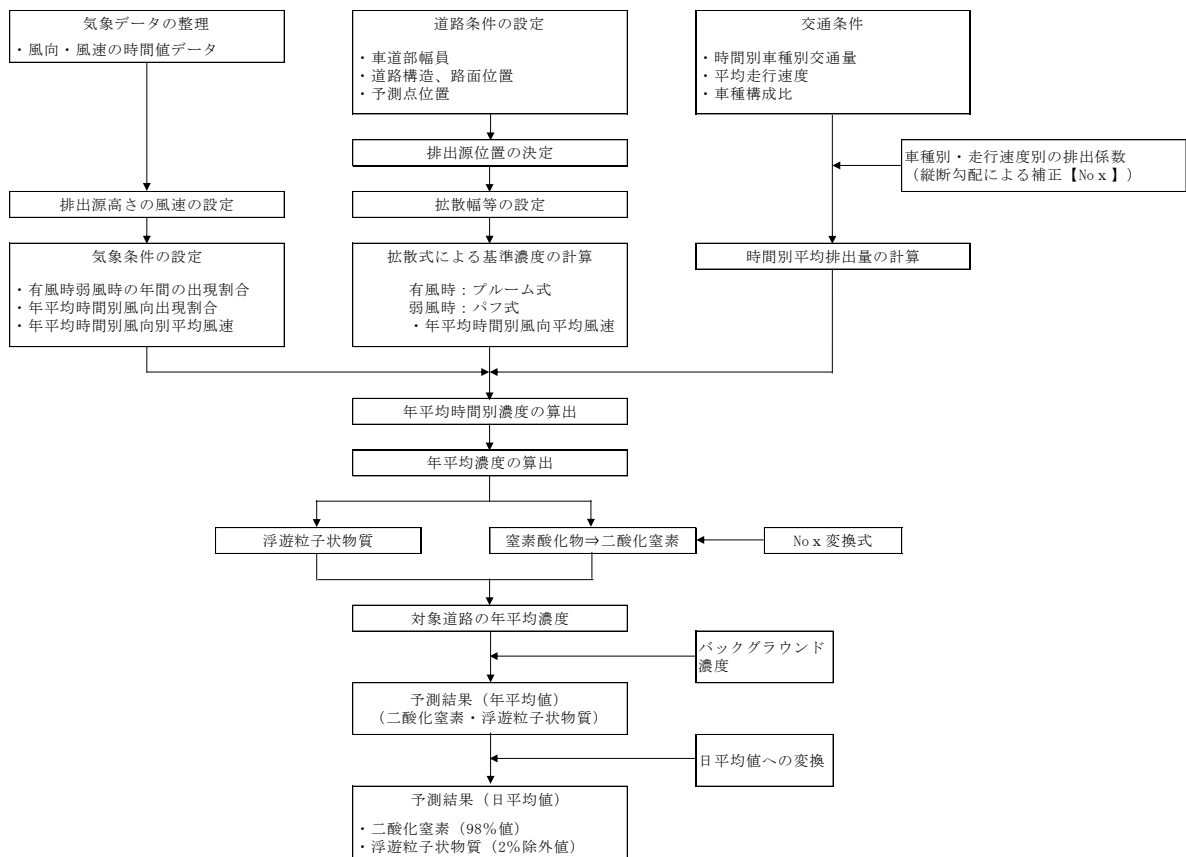 気象データの整理
・風向・風速の時間値データ
道路条件の設定
・車道部幅員
・道路構造、路面位置
・予測点位置
交通条件
・時間別車種別交通量
・平均走行速度
・車種構成比
排出源位置の決定
車種別・走行速度別の排出係数
（縦断勾配による補正【Noｘ】）
排出源高さの風速の設定
拡散幅等の設定
気象条件の設定
・有風時弱風時の年間の出現割合
・年平均時間別風向出現割合
・年平均時間別風向別平均風速
拡散式による基準濃度の計算
有風時：プルーム式
弱風時：パフ式
・年平均時間別風向平均風速
時間別平均排出量の計算
年平均時間別濃度の算出
年平均濃度の算出
浮遊粒子状物質
窒素酸化物⇒二酸化窒素
Noｘ変換式
対象道路の年平均濃度
バックグラウンド
濃度
予測結果（年平均値）
（二酸化窒素・浮遊粒子状物質）
日平均値への変換
予測結果（日平均値）
・二酸化窒素（98%値）
・浮遊粒子状物質（2%除外値）